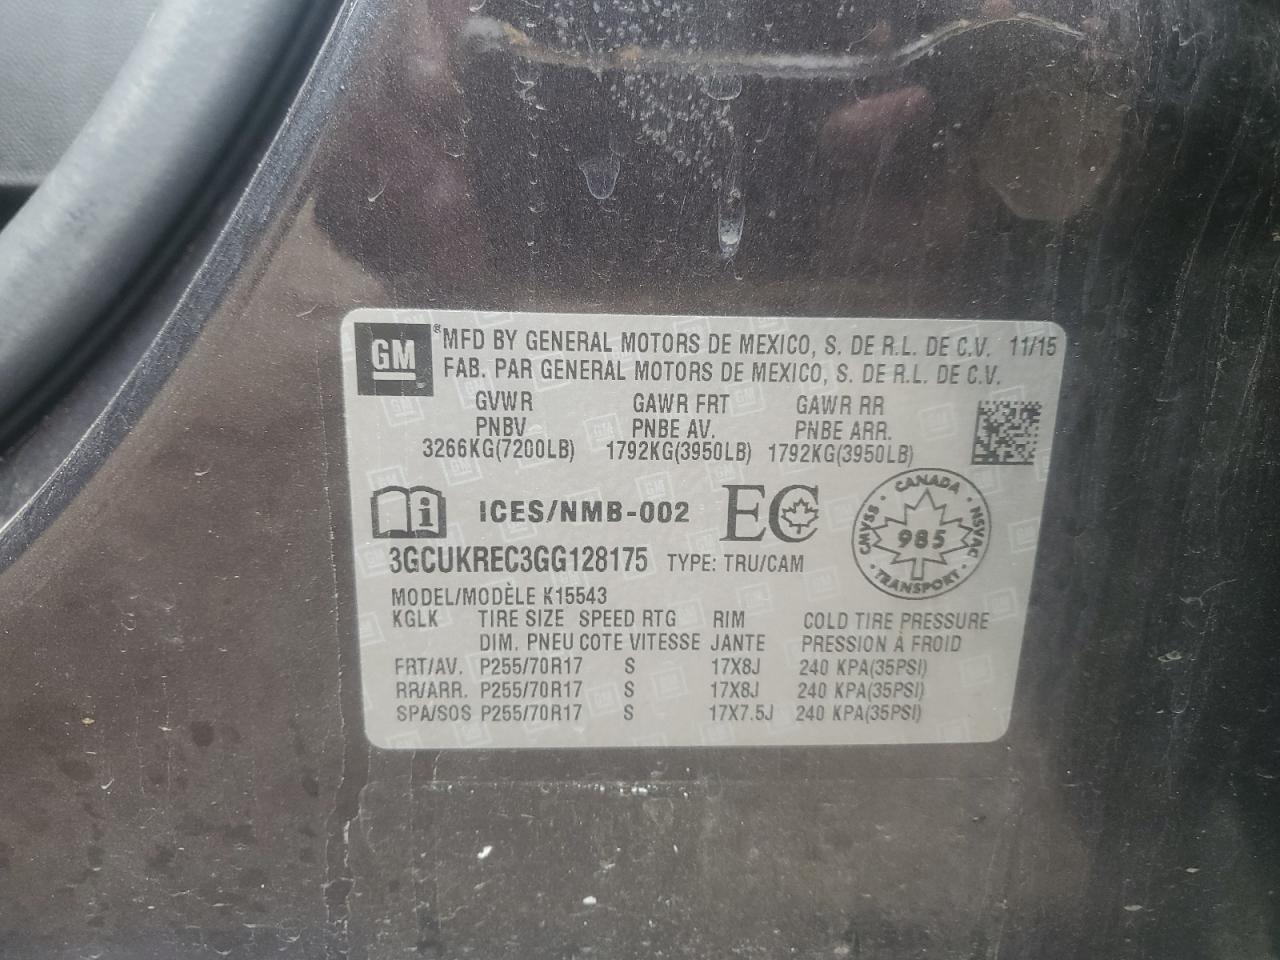 GM
®MFD BY GENERAL MOTORS DE MEXICO, S. DE R.L. DE C.V. 11/15
FAB. PAR GENERAL MOTORS DE MEXICO, S. DE R.L. DE C.V.
GVWR GAWR FRT GAWR RR
PNBV PNBE AV. PNBE ARR.
3266KG(7200LB) 1792KG(3950LB) 1792KG(3950LB)
i ICES/NMB-002 EC
CANADA
CMVSS 985 NSVAC
TRANSPORT
3GCUKREC3GG128175 TYPE: TRU/CAM
MODEL/MODÈLE K15543
KGLK TIRE SIZE SPEED RTG RIM COLD TIRE PRESSURE
DIM. PNEU COTE VITESSE JANTE PRESSION À FROID
FRT/AV. P255/70R17 S 17X8J 240 KPA(35PSI)
RR/ARR. P255/70R17 S 17X8J 240 KPA(35PSI)
SPA/SOS P255/70R17 S 17X7.5J 240 KPA(35PSI)